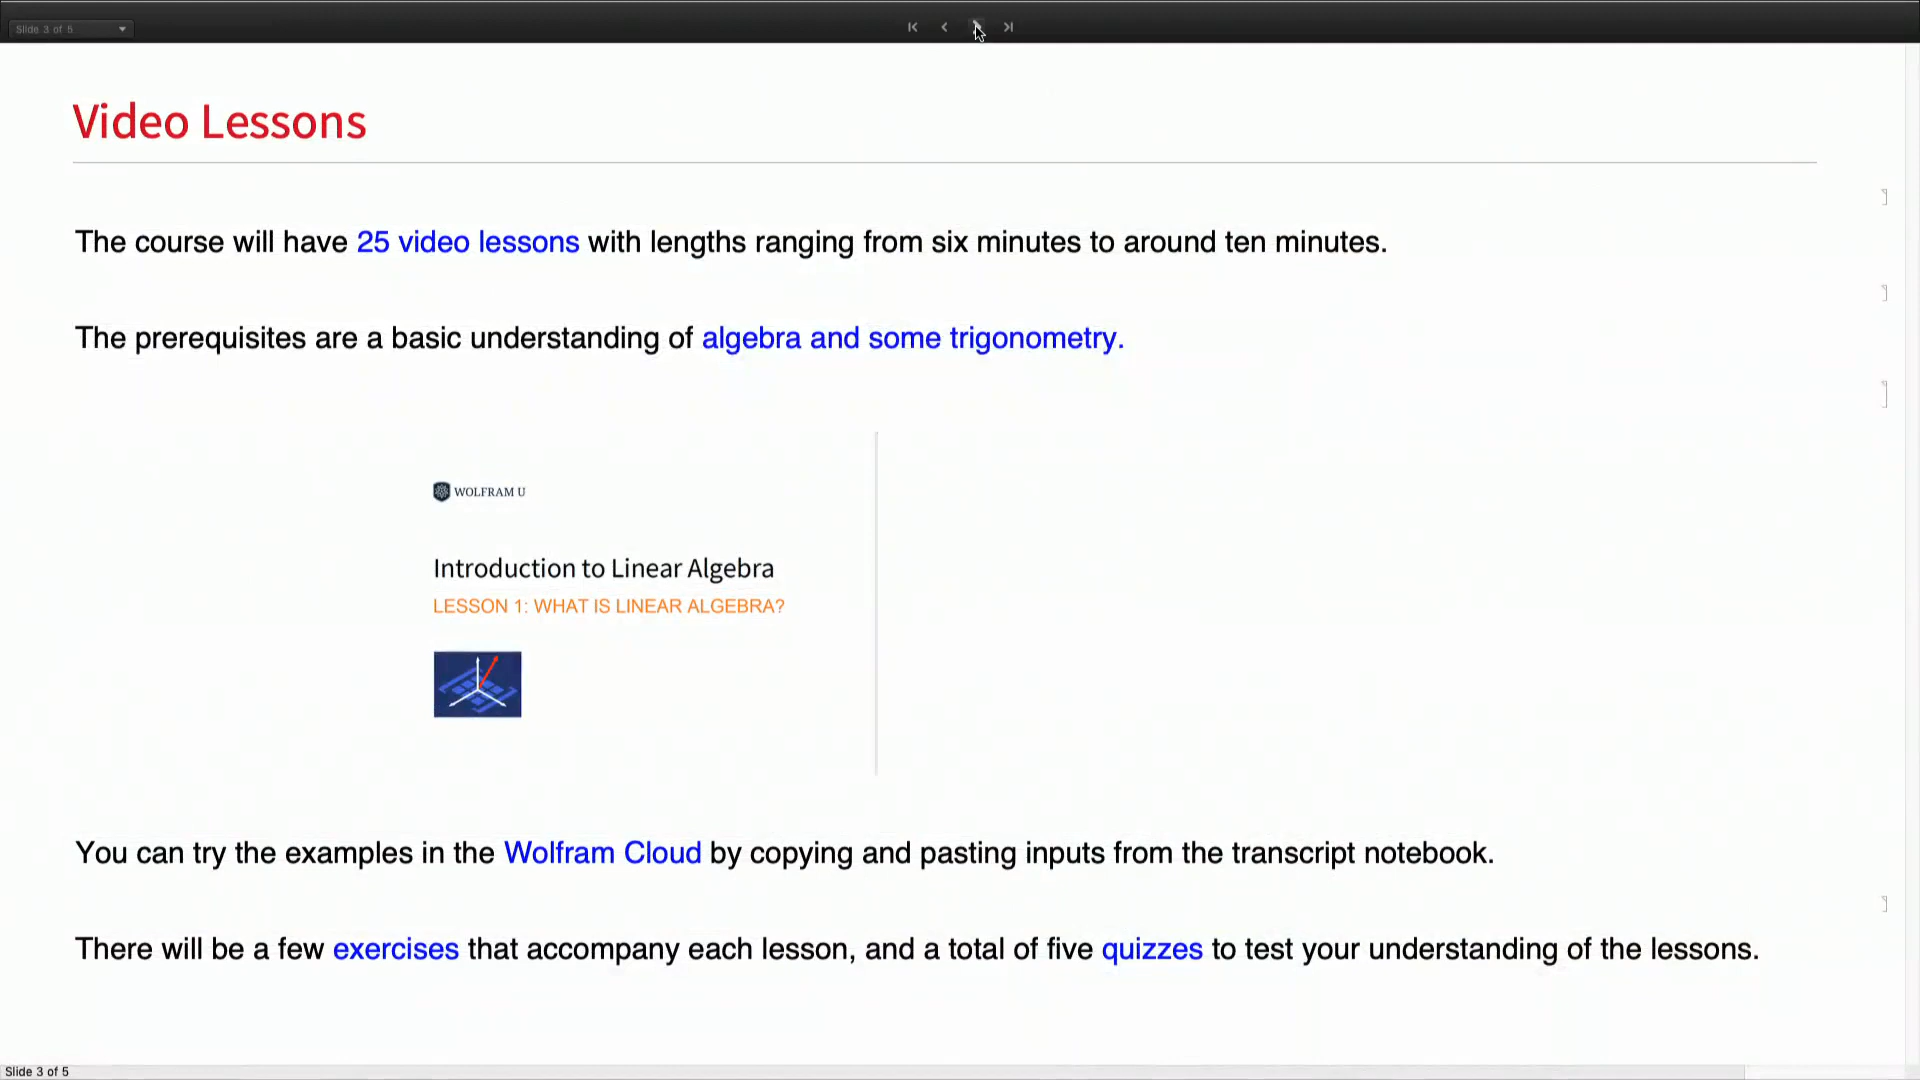 Slide 3 of 5
Video Lessons
The course will have 25 video lessons with lengths ranging from six minutes to around ten minutes.
The prerequisites are a basic understanding of algebra and some trigonometry.
WOLFRAM U
Introduction to Linear Algebra
LESSON 1: WHAT IS LINEAR ALGEBRA?
You can try the examples in the Wolfram Cloud by copying and pasting inputs from the transcript notebook.
There will be a few exercises that accompany each lesson, and a total of five quizzes to test your understanding of the lessons.
Slide 3 of 5